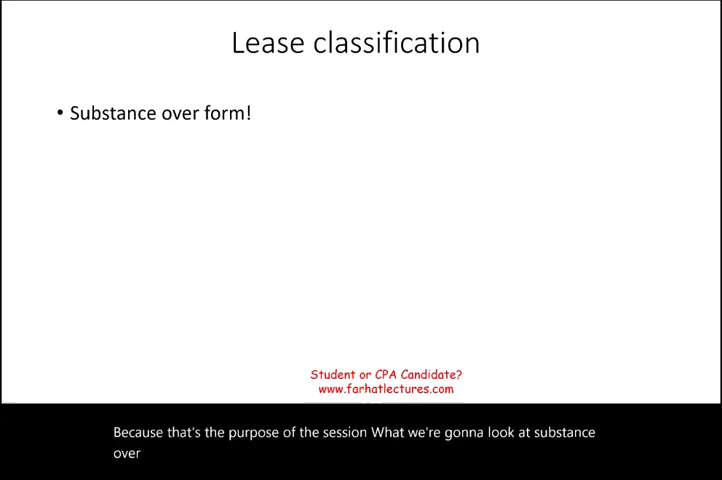 Lease classification
• Substance over form!
Student or CPA Candidate?
www.farhatlectures.com
Because that's the purpose of the session What we're gonna look at substance
over